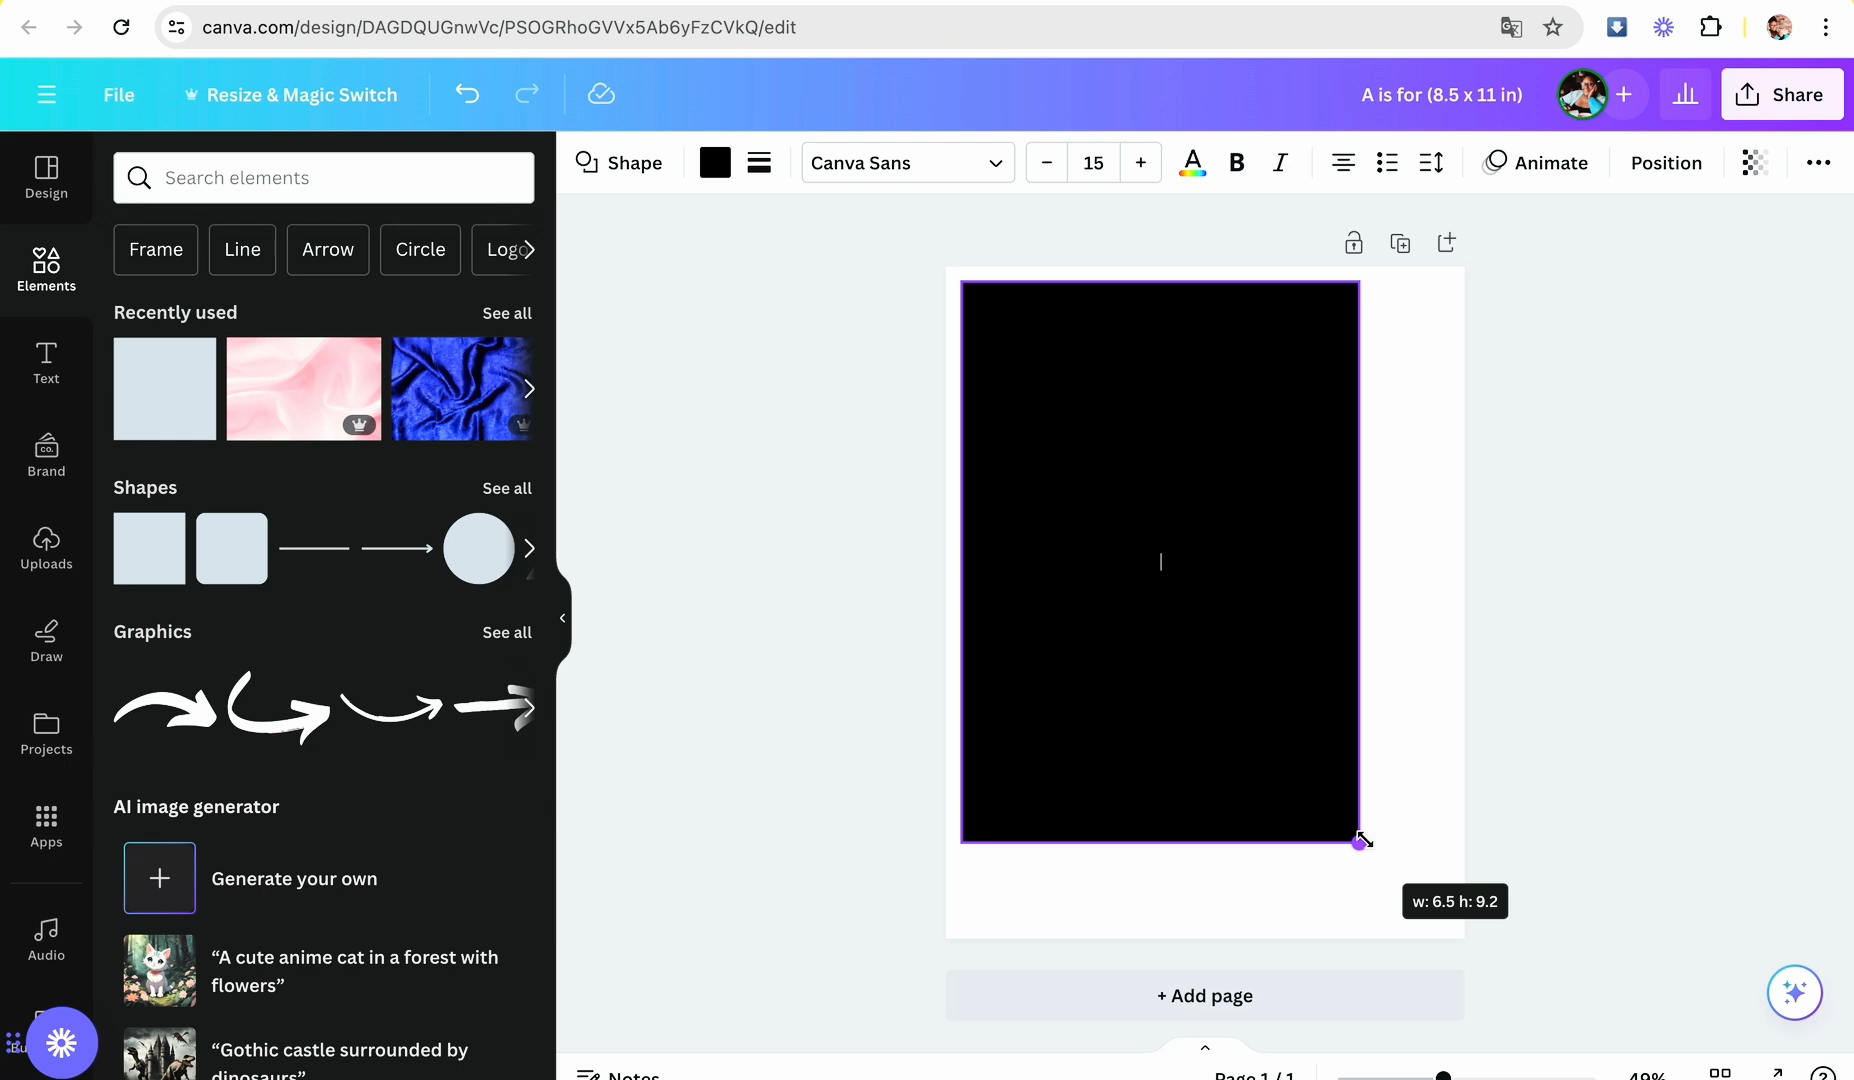 canva.com/design/DAGDQUGnwVc/PSOGRhoGVVx5Ab6yFzCVkQ/edit
File
Resize & Magic Switch
A is for (8.5 x 11 in)
Share
Design
Elements
Text
Brand
Uploads
Draw
Projects
Apps
Audio
Search elements
Frame
Line
Arrow
Circle
Logo
Recently used
See all
Shapes
See all
Graphics
See all
AI image generator
Generate your own
“A cute anime cat in a forest with
flowers”
“Gothic castle surrounded by
dinosaurs”
Shape
Canva Sans
15
A
B
I
Animate
Position
w: 6.5 h: 9.2
+ Add page
Notes
Page 1 / 1
49%